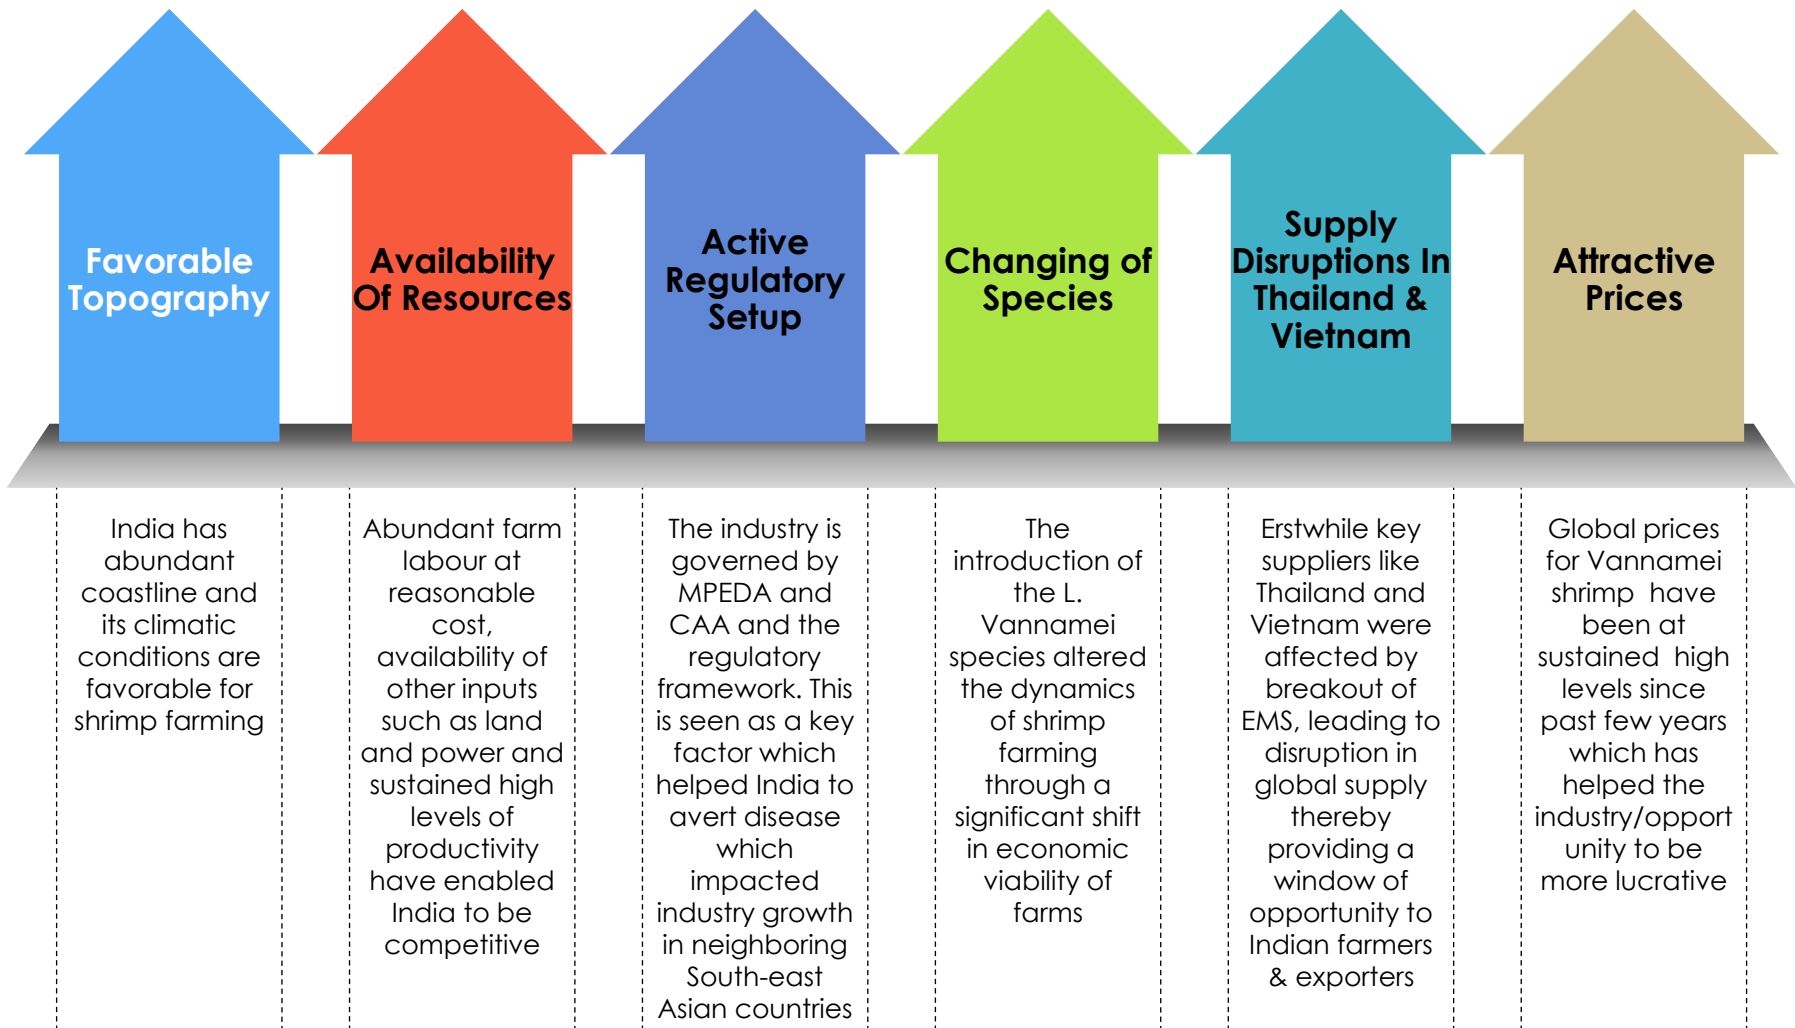 Favorable
Topography
Availability
Of Resources
Active
Regulatory
Setup
Changing of
Species
Supply
Disruptions In
Thailand &
Vietnam
Attractive
Prices
India has
abundant
coastline and
its climatic
conditions are
favorable for
shrimp farming
Abundant farm
labour at
reasonable
cost,
availability of
other inputs
such as land
and power and
sustained high
levels of
productivity
have enabled
India to be
competitive
The industry is
governed by
MPEDA and
CAA and the
regulatory
framework. This
is seen as a key
factor which
helped India to
avert disease
which
impacted
industry growth
in neighboring
South-east
Asian countries
The
introduction of
the L.
Vannamei
species altered
the dynamics
of shrimp
farming
through a
significant shift
in economic
viability of
farms
Erstwhile key
suppliers like
Thailand and
Vietnam were
affected by
breakout of
EMS, leading to
disruption in
global supply
thereby
providing a
window of
opportunity to
Indian farmers
& exporters
Global prices
for Vannamei
shrimp have
been at
sustained high
levels since
past few years
which has
helped the
industry/opport
unity to be
more lucrative